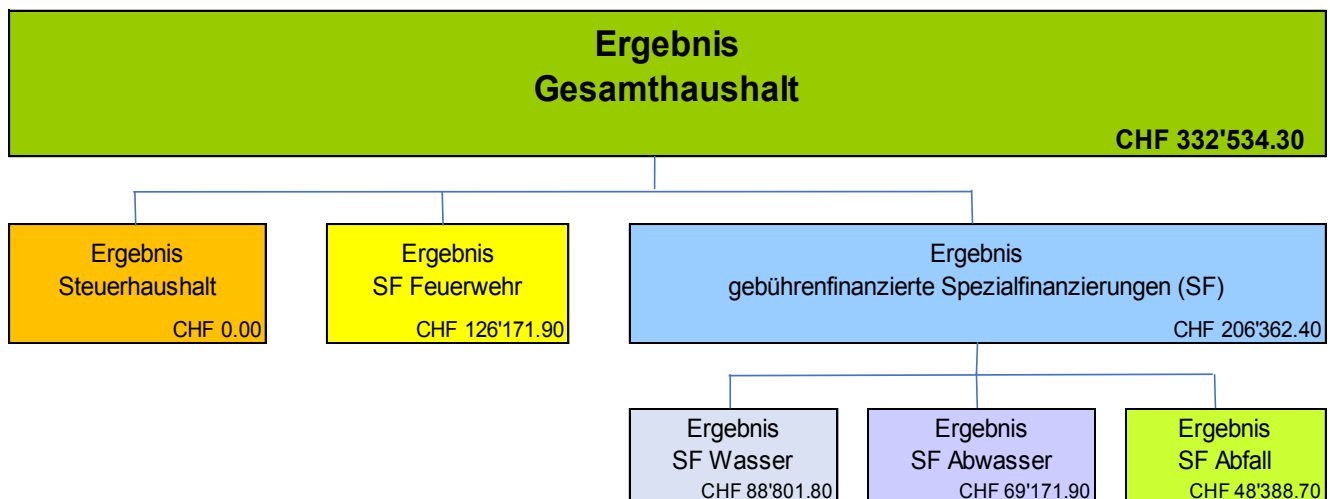 Ergebnis
Gesamthaushalt
CHF 332'534.30
Ergebnis
Steuerhaushalt
CHF 0.00
Ergebnis
SF Feuerwehr
CHF 126'171.90
Ergebnis
gebührenfinanzierte Spezialfinanzierungen (SF)
CHF 206'362.40
Ergebnis
SF Wasser
CHF 88'801.80
Ergebnis
SF Abwasser
CHF 69'171.90
Ergebnis
SF Abfall
CHF 48'388.70